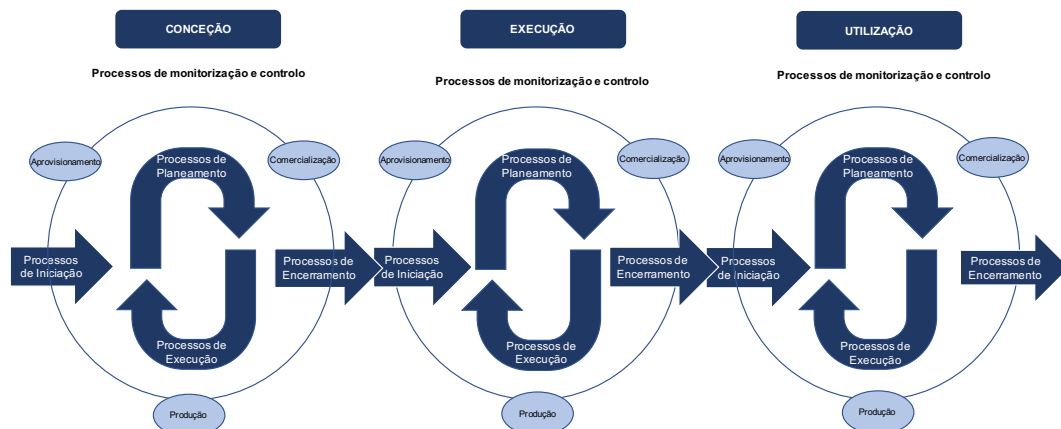 CONCEÇÃO
EXECUÇÃO
UTILIZAÇÃO
Processos de monitorização e controlo
Processos de monitorização e controlo
Processos de monitorização e controlo
Aprovisionamento
Processos de
Planeamento
Comercialização
Processos
de Iniciação
Processos de
Encerramento
Processos de
Execução
Produção
Aprovisionamento
Processos de
Planeamento
Comercialização
Processos
de Iniciação
Processos de
Encerramento
Processos de
Execução
Produção
Aprovisionamento
Processos de
Planeamento
Comercialização
Processos
de Iniciação
Processos de
Encerramento
Processos de
Execução
Produção